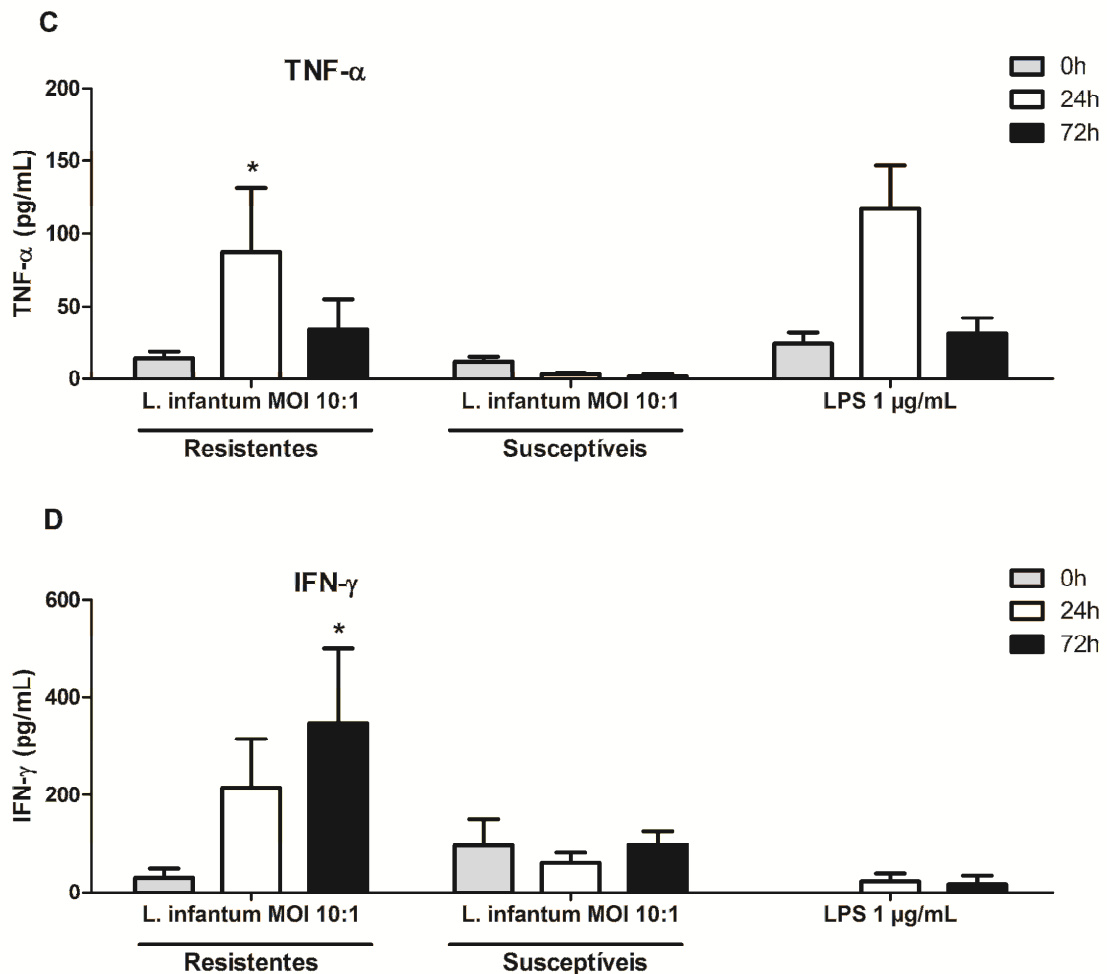 C
TNF-α
0h
24h
72h
200
150
100
50
0
TNF-α (pg/mL)
*
L. infantum MOI 10:1
L. infantum MOI 10:1
LPS 1 µg/mL
Resistentes
Susceptíveis
D
IFN-γ
0h
24h
72h
600
400
200
0
IFN-γ (pg/mL)
*
L. infantum MOI 10:1
L. infantum MOI 10:1
LPS 1 µg/mL
Resistentes
Susceptíveis